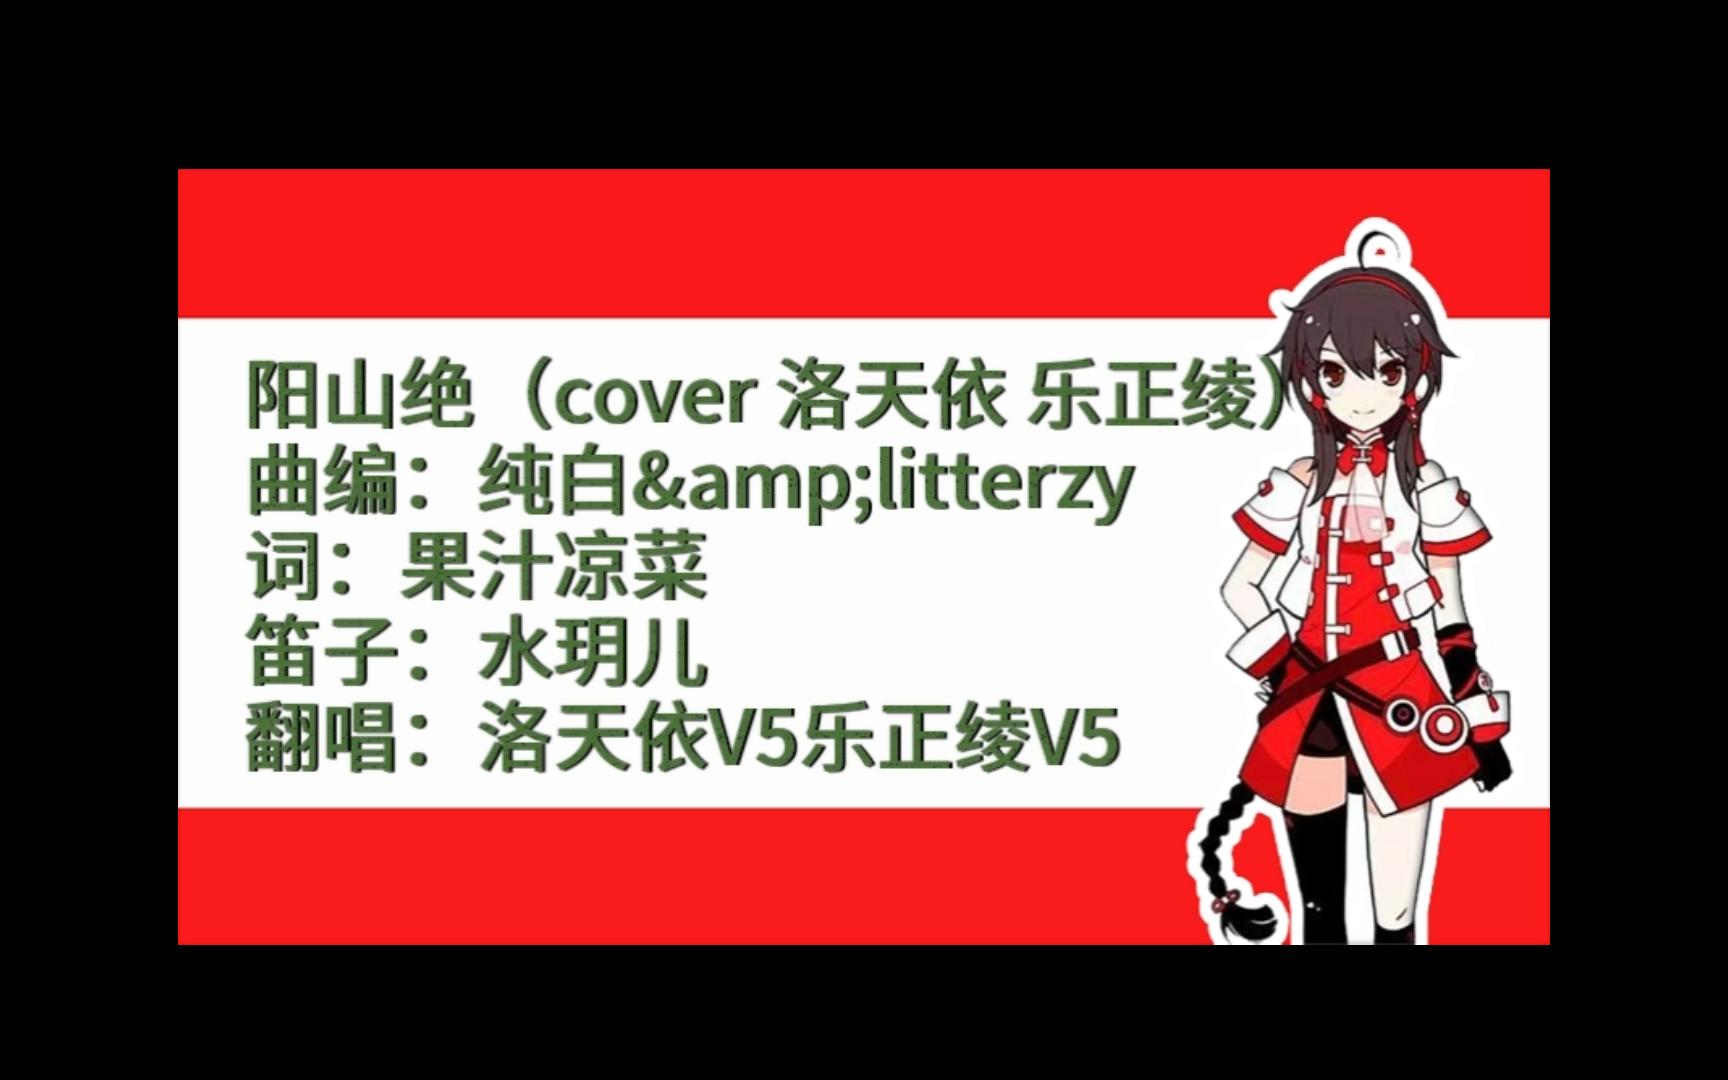 阳山绝（cover 洛天依 乐正绫）
曲编：纯白&amp;litterzy
词：果汁凉菜
笛子：水玥儿
翻唱：洛天依V5乐正绫V5